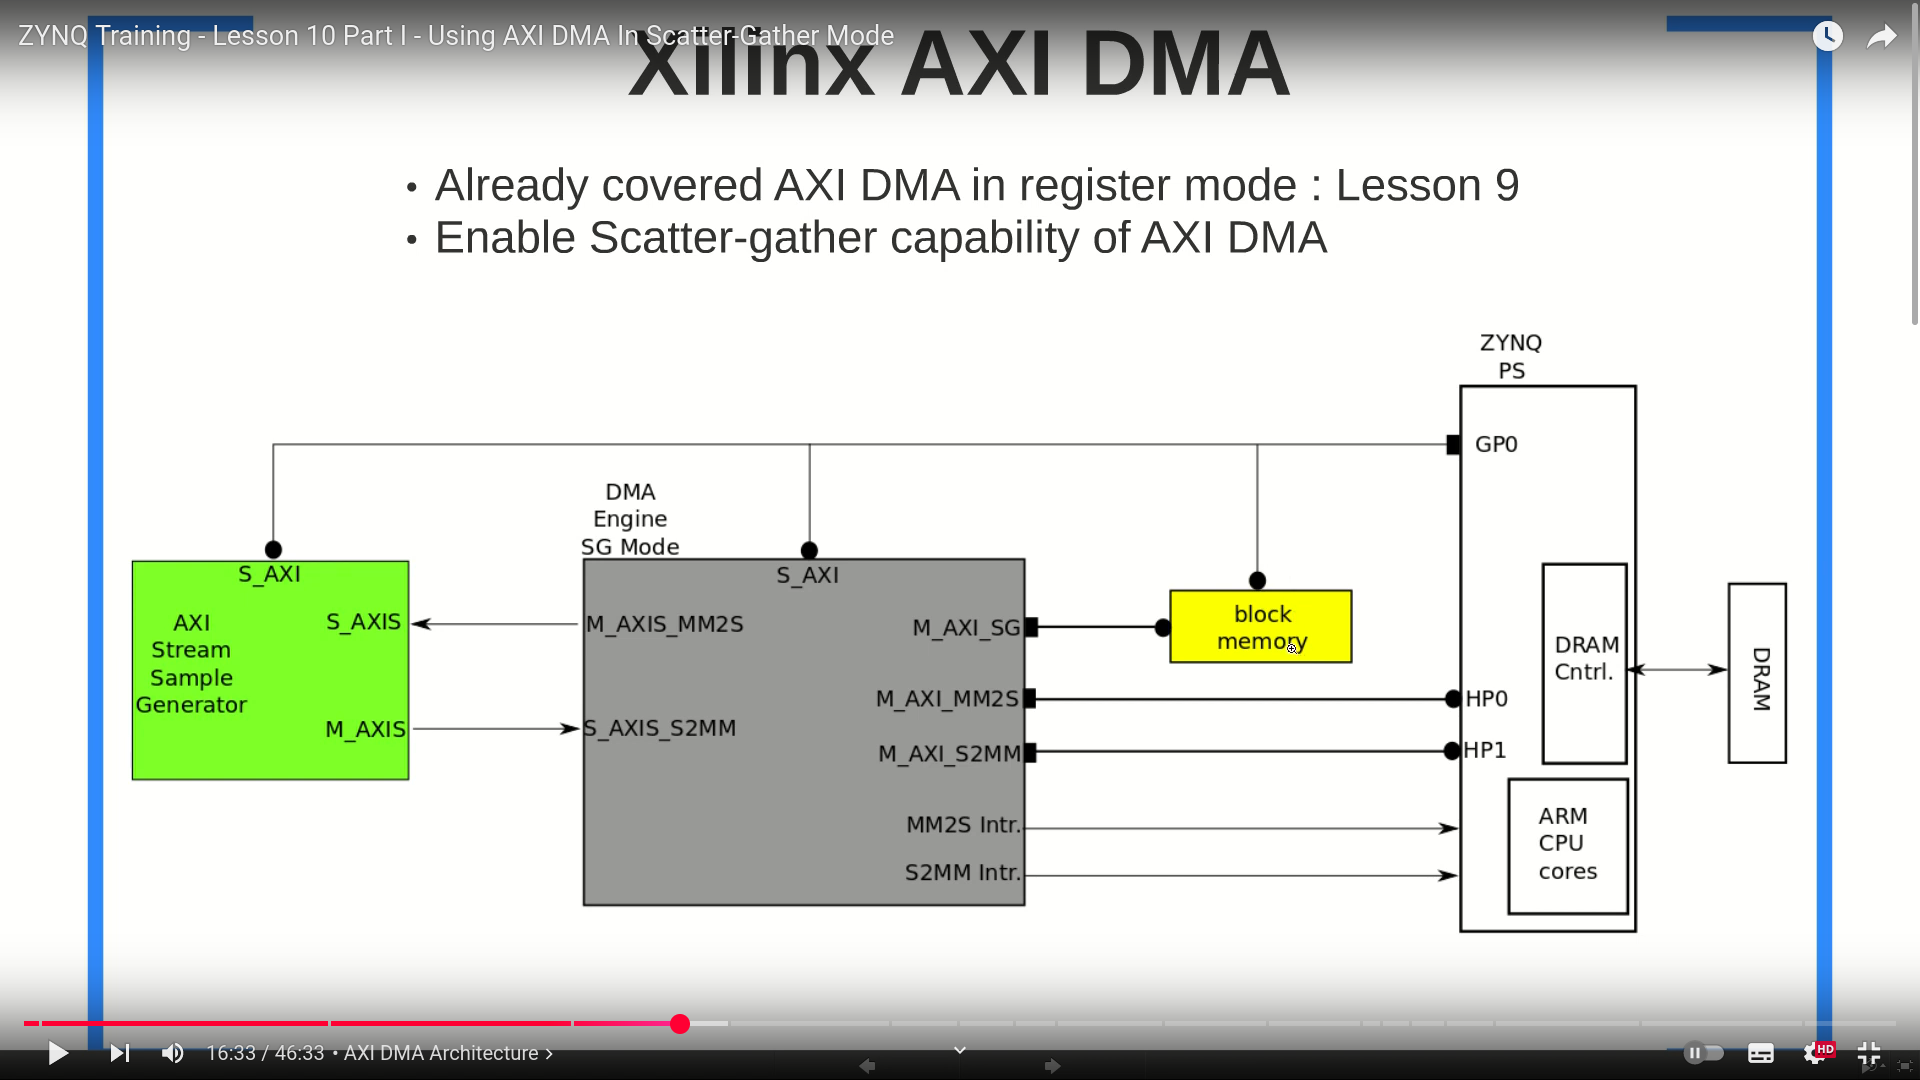 ZYNQ Training - Lesson 10 Part I - Using AXI DMA In Scatter-Gather Mode
Xilinx AXI DMA
• Already covered AXI DMA in register mode : Lesson 9
• Enable Scatter-gather capability of AXI DMA
ZYNQ
PS
GP0
DMA
Engine
SG Mode
S_AXI
S_AXI
AXI
Stream
Sample
Generator
S_AXIS
M_AXIS
M_AXIS_MM2S
S_AXIS_S2MM
M_AXI_SG
M_AXI_MM2S
M_AXI_S2MM
MM2S Intr.
S2MM Intr.
block
memory
HP0
HP1
DRAM
Cntrl.
ARM
CPU
cores
DRAM
16:33 / 46:33 • AXI DMA Architecture
HD